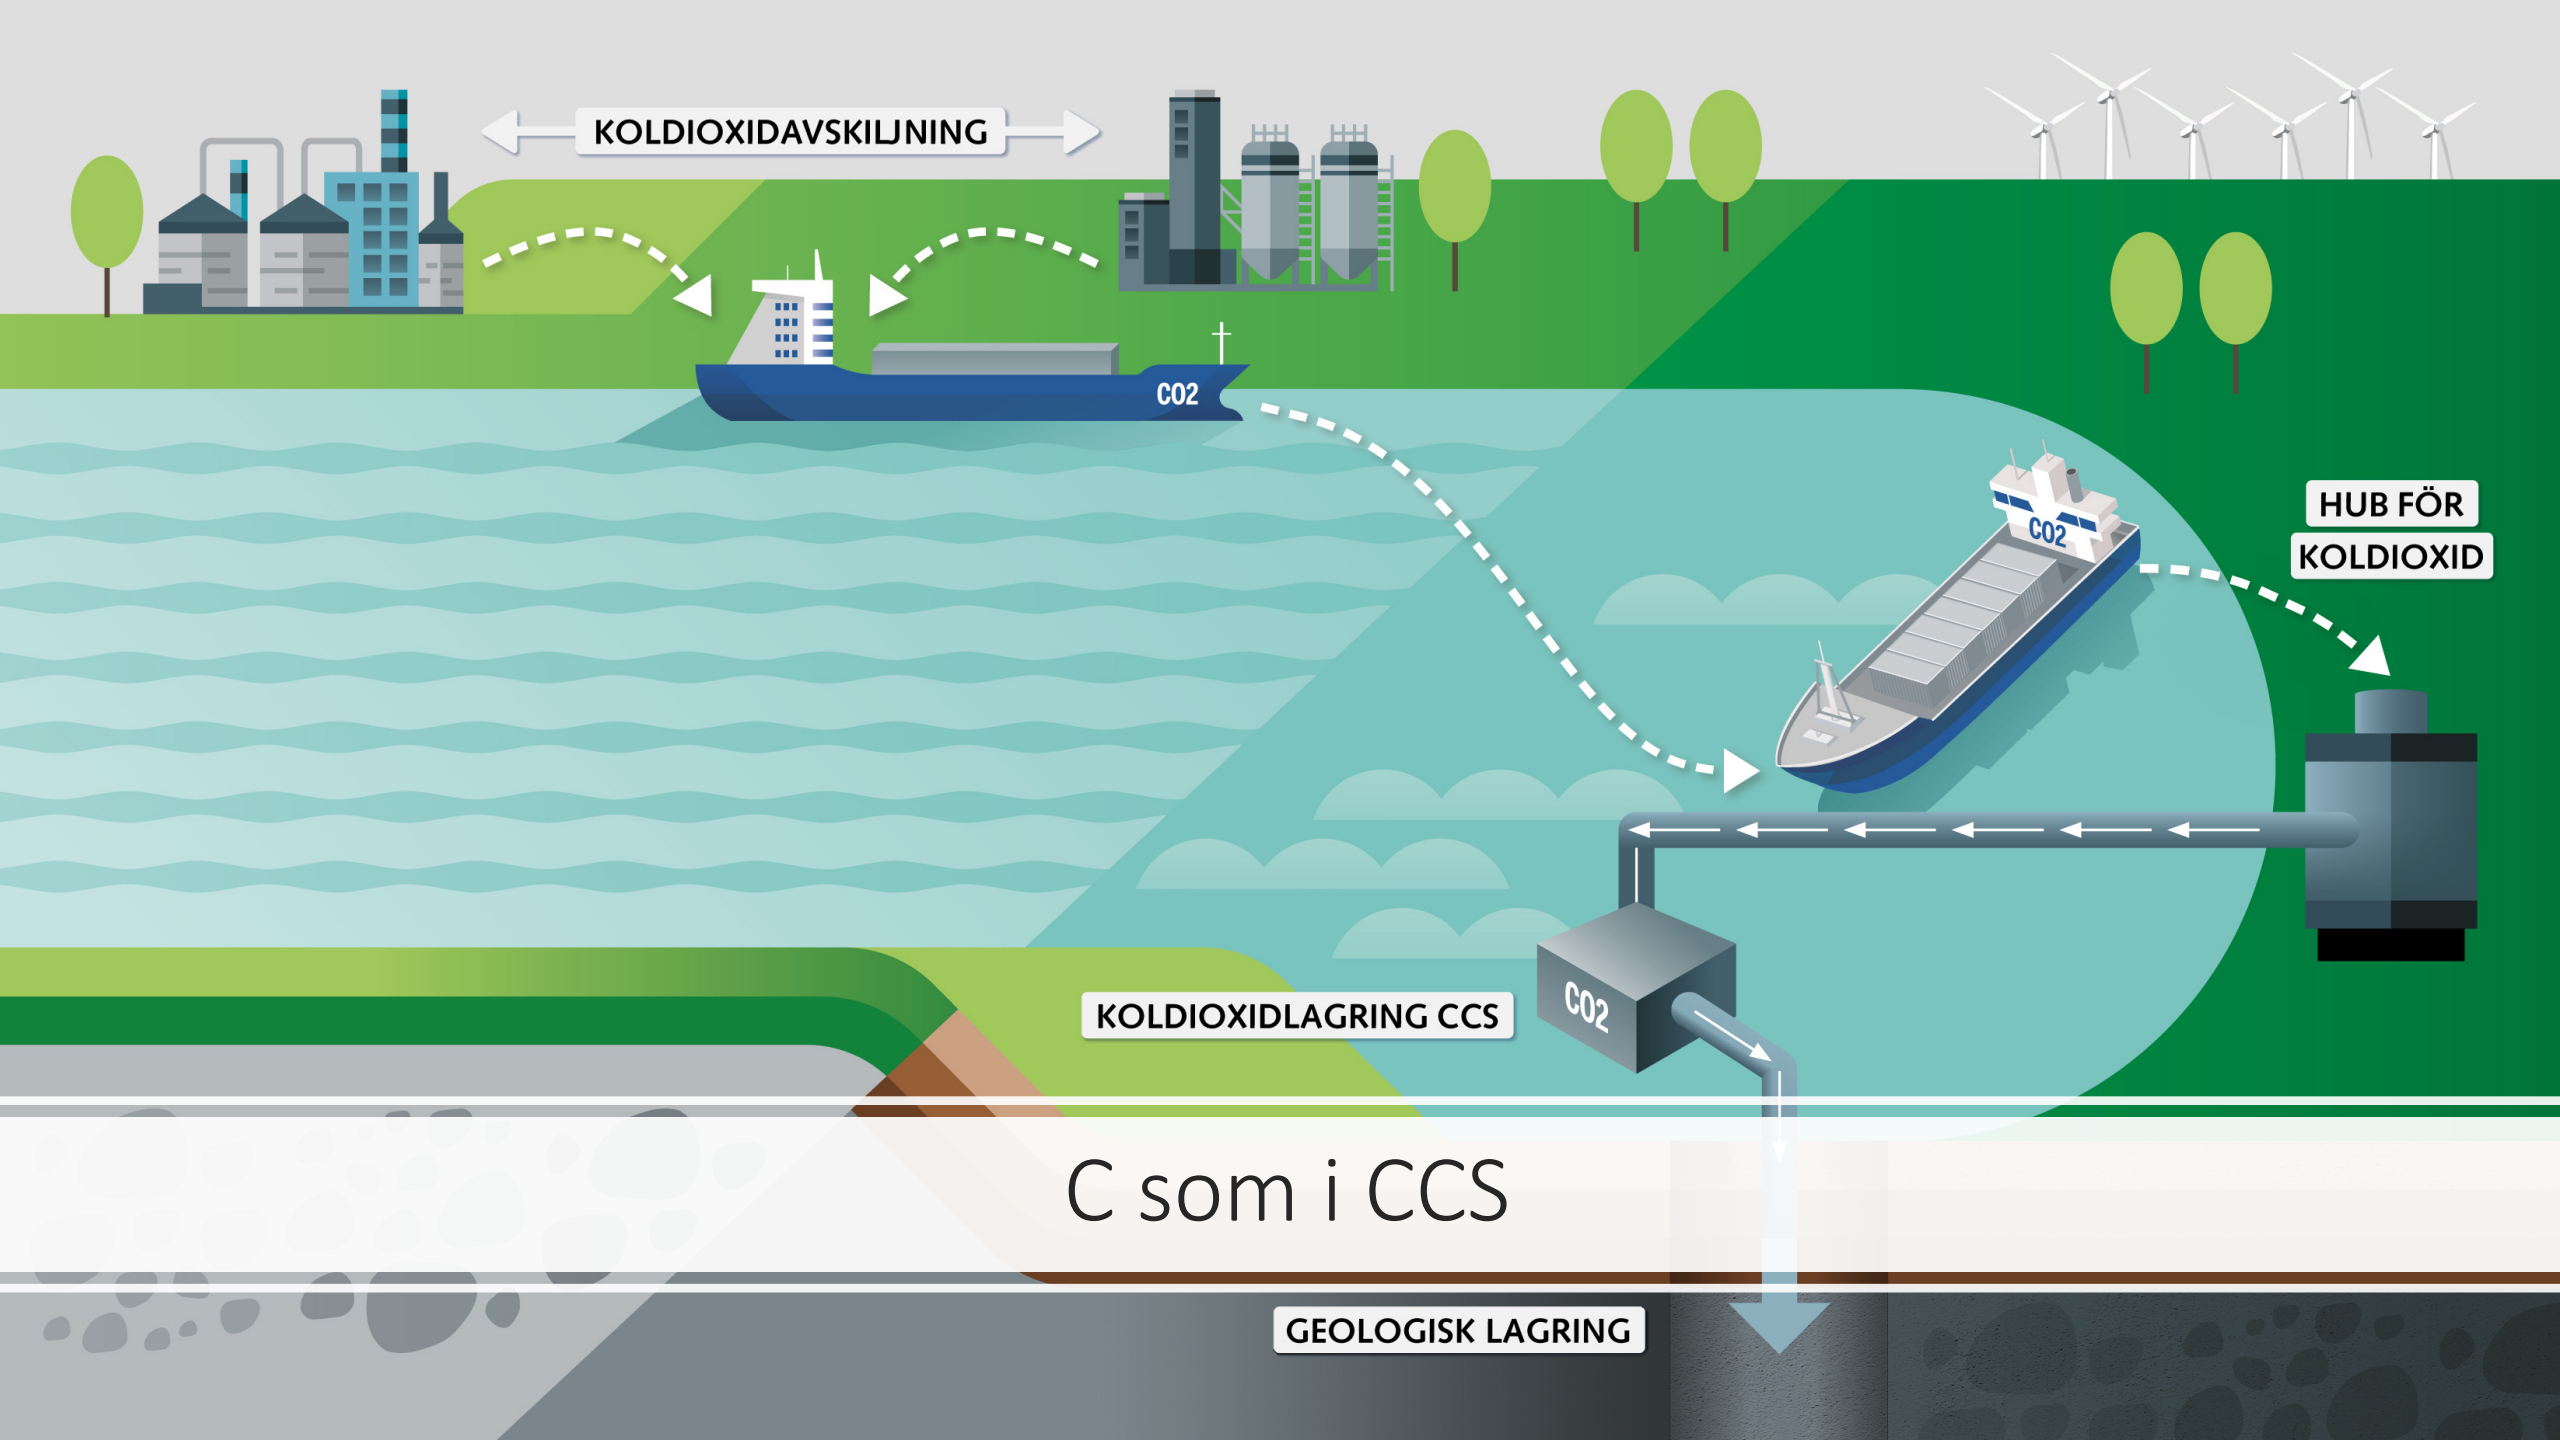 KOLDIOXIDAVSKILJNING
CO2
CO2
HUB FÖR
KOLDIOXID
KOLDIOXIDLAGRING CCS
CO2
C som i CCS
GEOLOGISK LAGRING